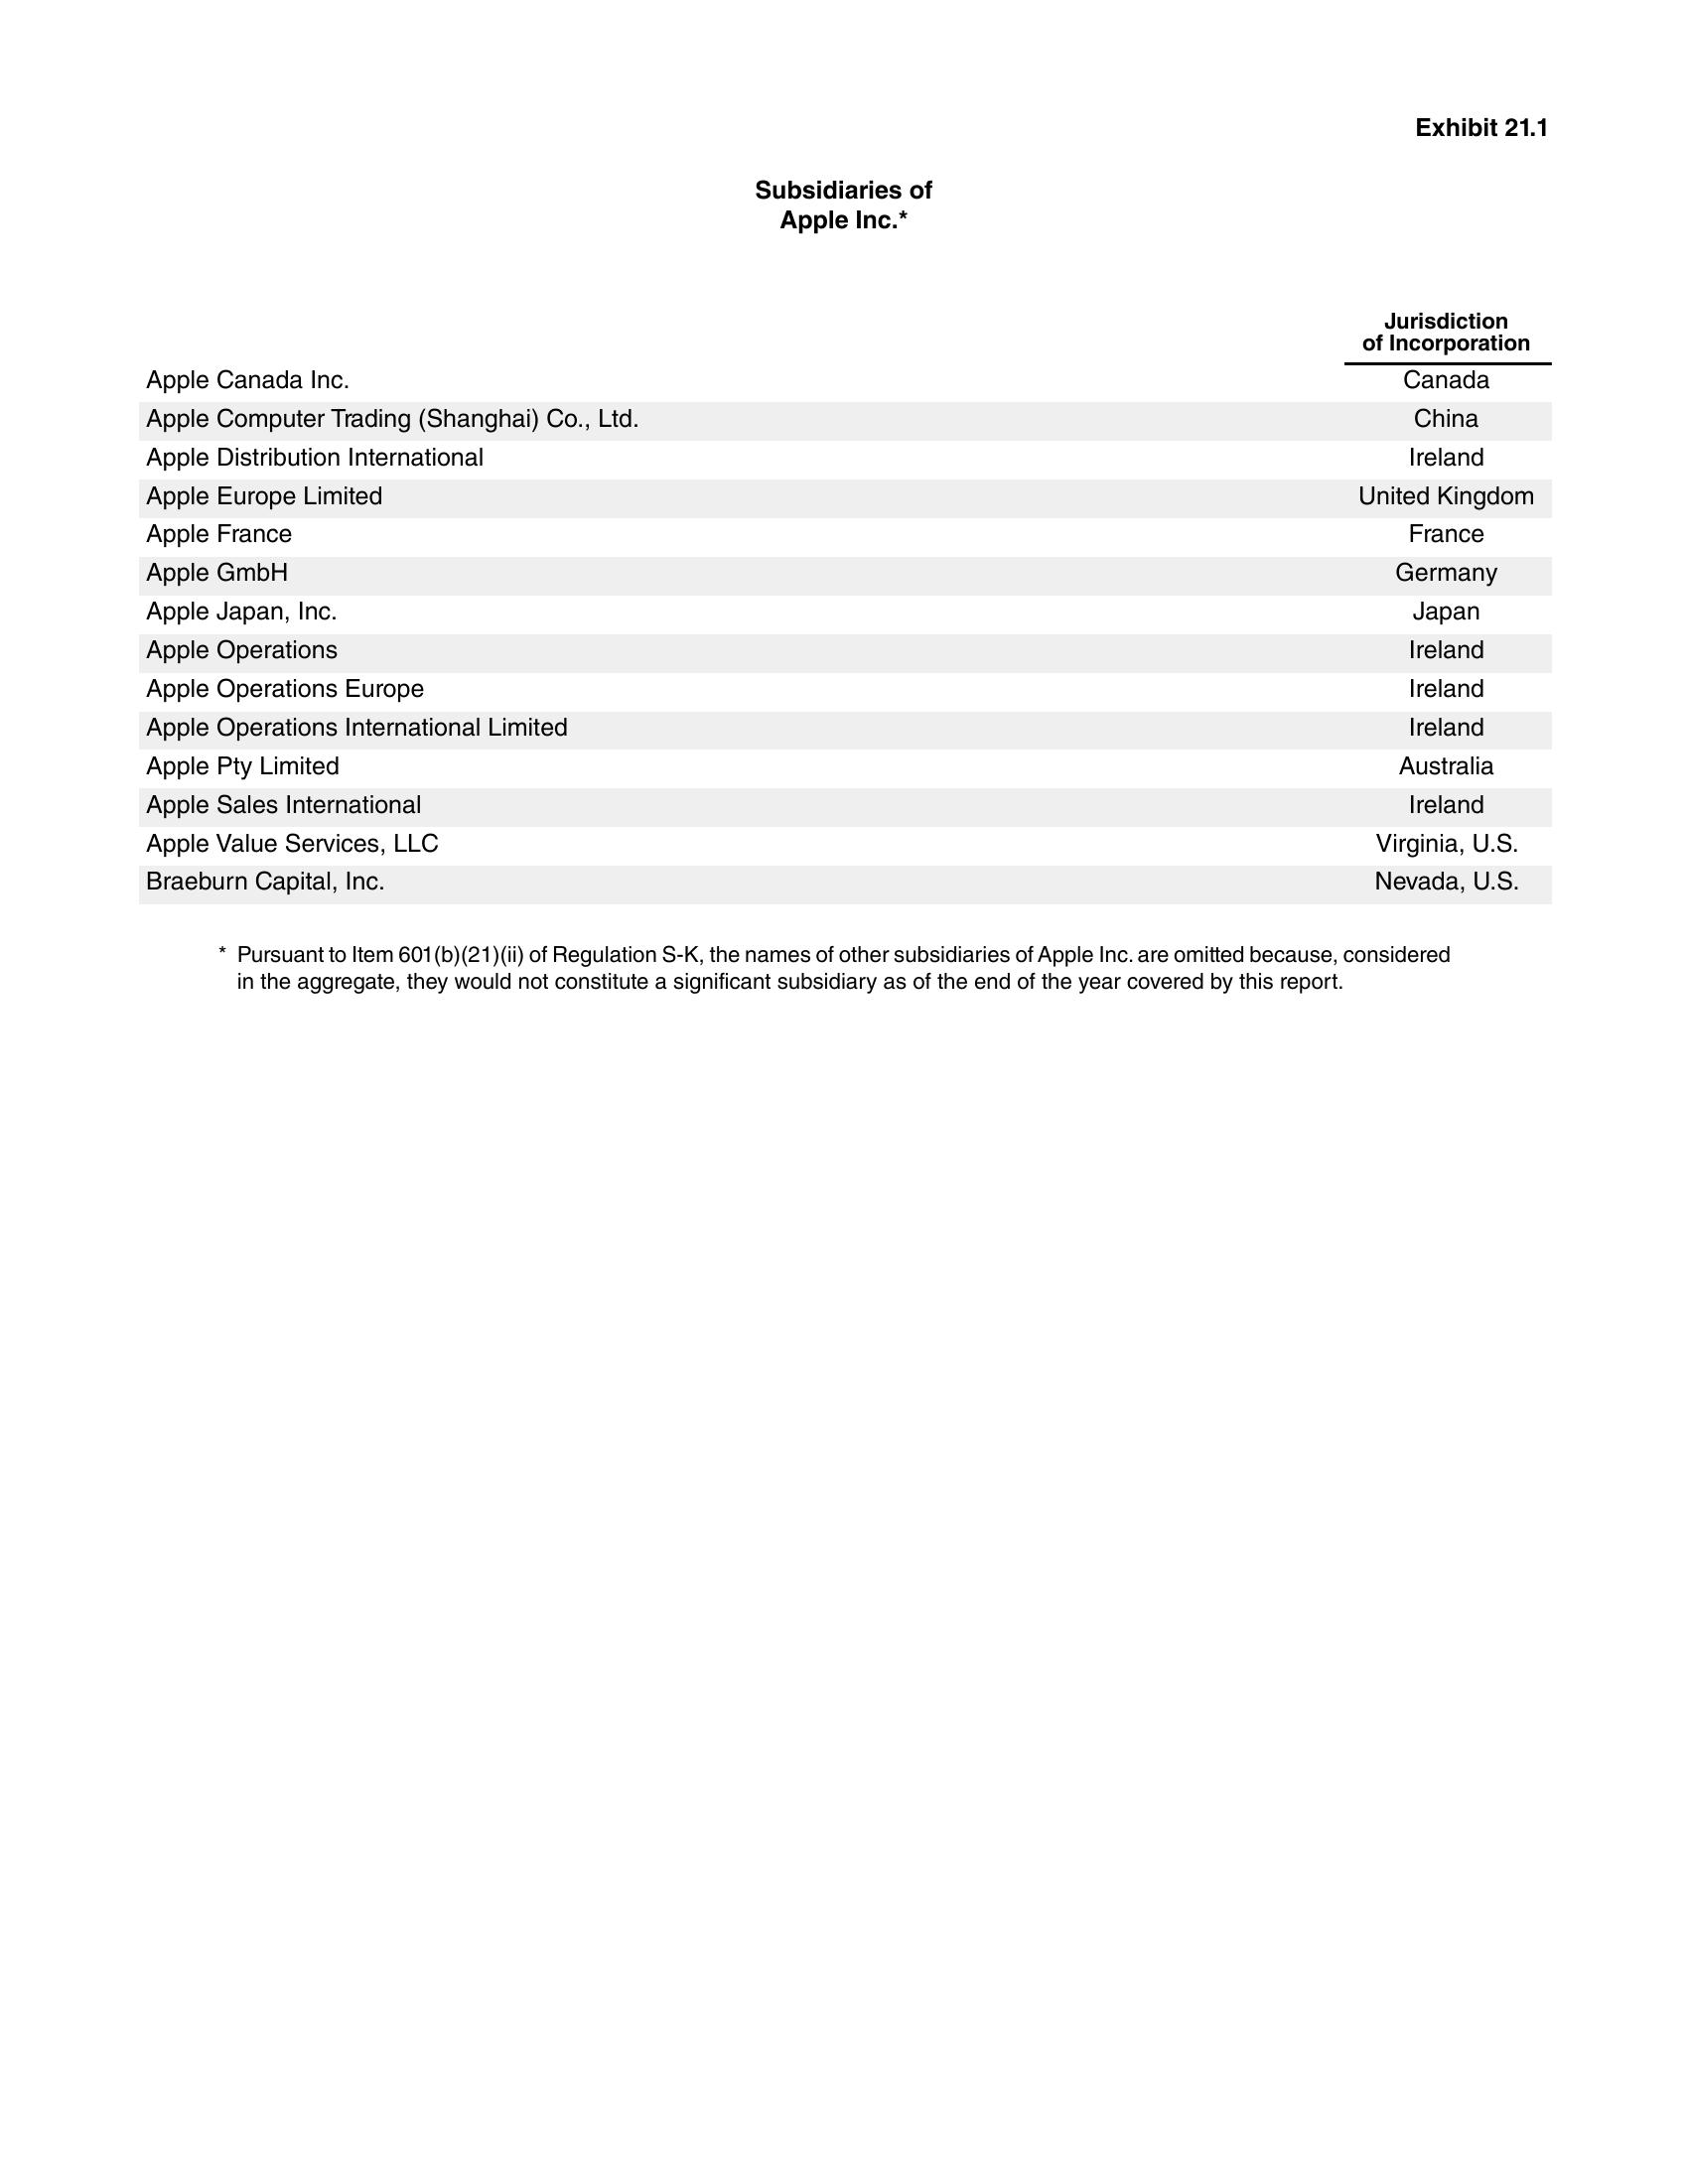 Exhibit 21.1
Subsidiaries of
Apple Inc.*
Jurisdiction
of Incorporation
Apple Canada Inc. Canada
Apple Computer Trading (Shanghai) Co., Ltd. China
Apple Distribution International Ireland
Apple Europe Limited United Kingdom
Apple France France
Apple GmbH Germany
Apple Japan, Inc. Japan
Apple Operations Ireland
Apple Operations Europe Ireland
Apple Operations International Limited Ireland
Apple Pty Limited Australia
Apple Sales International Ireland
Apple Value Services, LLC Virginia, U.S.
Braeburn Capital, Inc. Nevada, U.S.
* Pursuant to Item 601(b)(21)(ii) of Regulation S-K, the names of other subsidiaries of Apple Inc. are omitted because, considered
in the aggregate, they would not constitute a significant subsidiary as of the end of the year covered by this report.